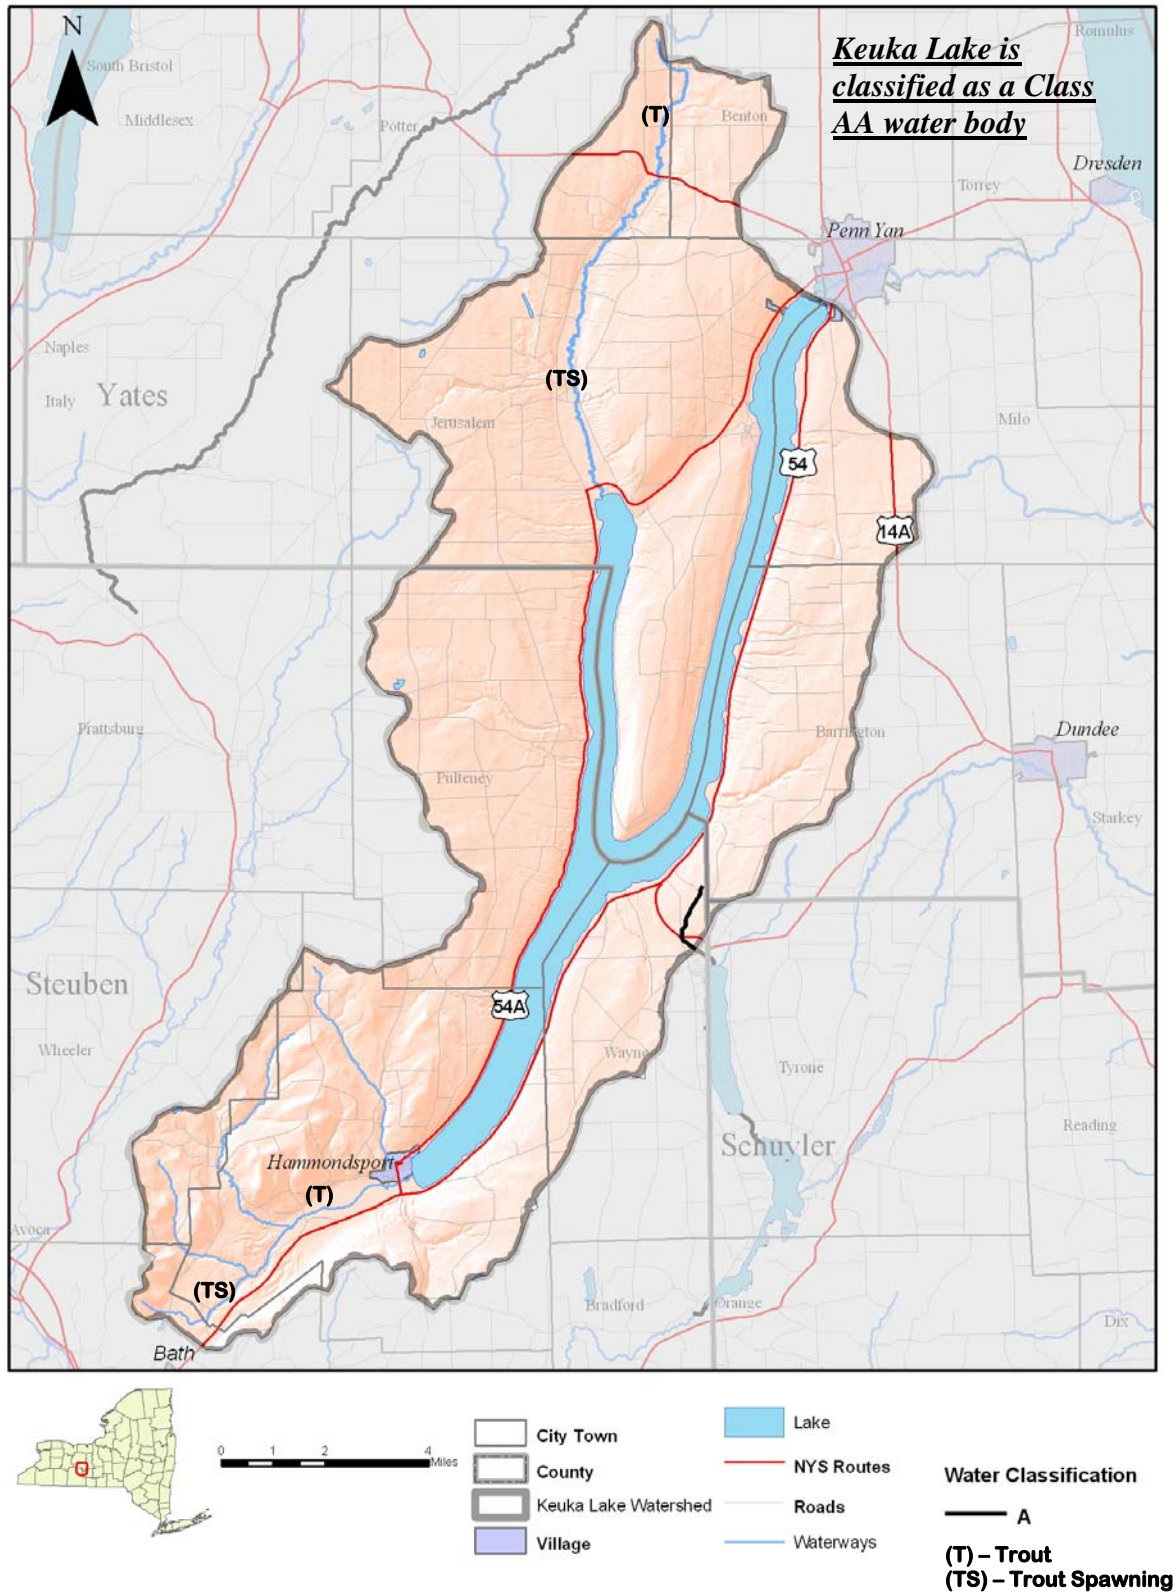 N
Keuka Lake is
classified as a Class
AA water body
Romulus
South Bristol
Middlesex
Potter
(T)
Benton
Dresden
Torrey
Penn Yan
Naples
Italy
Yates
(TS)
Jerusalem
Milo
54
14A
Prattsburg
Barrington
Dundee
Pulteney
Starkey
Steuben
54A
Wheeler
Wayne
Tyrone
Reading
Schuyler
Hammondsport
(T)
Avoca
(TS)
Bradford
Orange
Dix
Bath
0 1 2 4
Miles
City Town
County
Keuka Lake Watershed
Village
Lake
NYS Routes
Roads
Waterways
Water Classification
A
(T) – Trout
(TS) – Trout Spawning